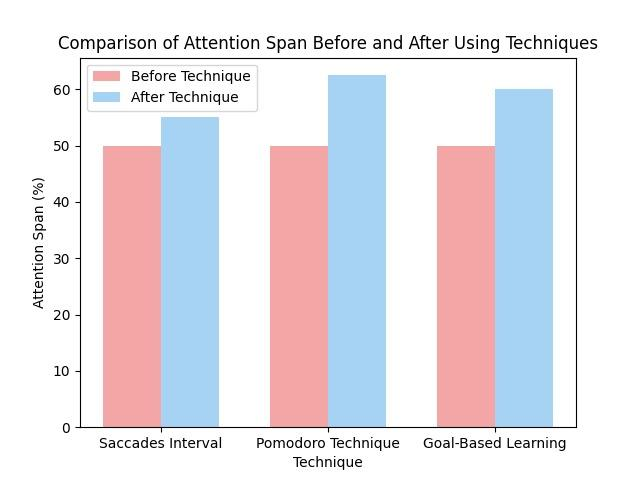 Comparison of Attention Span Before and After Using Techniques
Before Technique
After Technique
Attention Span (%)
60
50
40
30
20
10
0
Saccades Interval
Pomodoro Technique
Goal-Based Learning
Technique